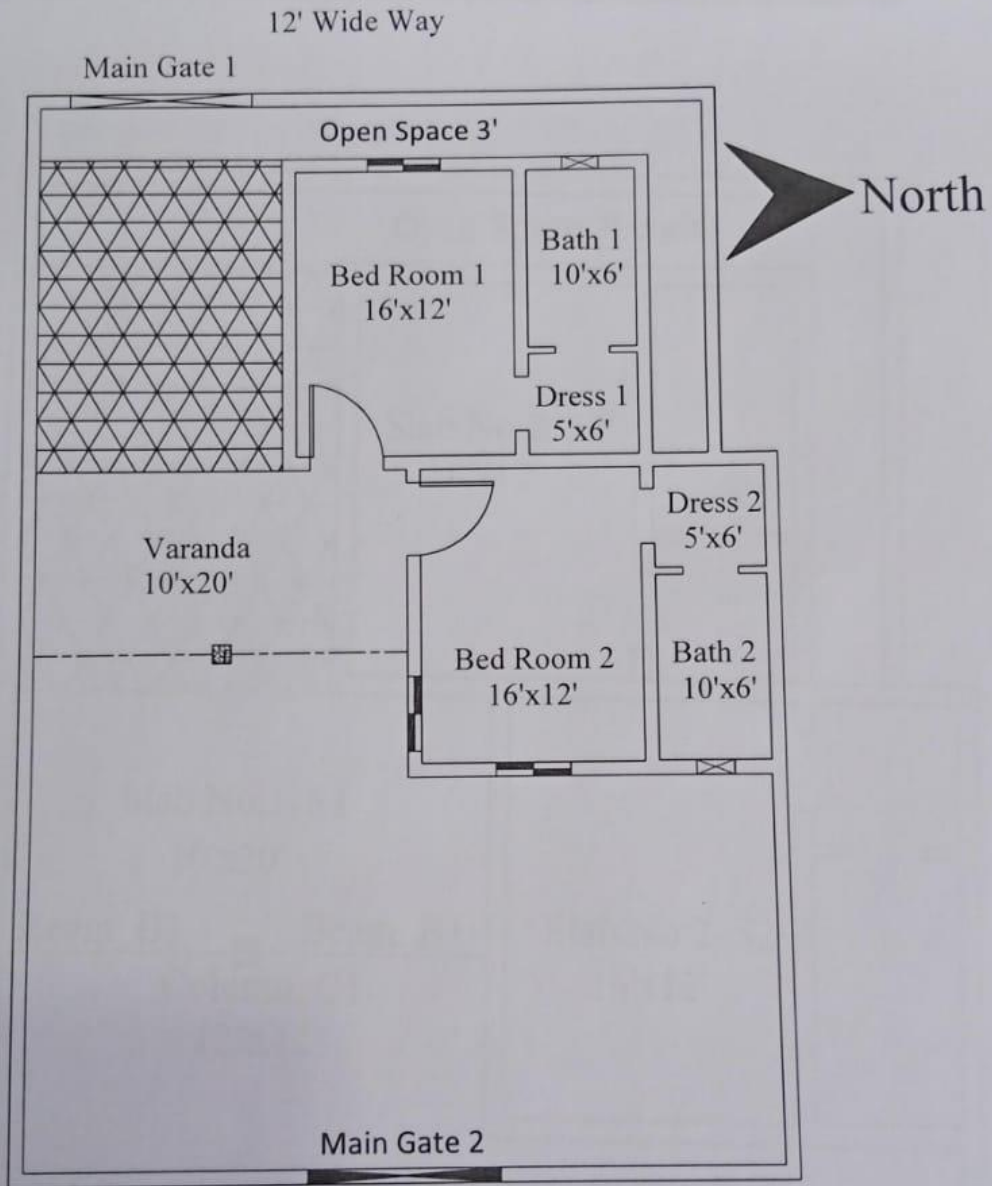 12' Wide Way
Main Gate 1
Open Space 3'
North
Bed Room 1
16'x12'
Bath 1
10'x6'
Dress 1
5'x6'
Varanda
10'x20'
Dress 2
5'x6'
Bed Room 2
16'x12'
Bath 2
10'x6'
Main Gate 2